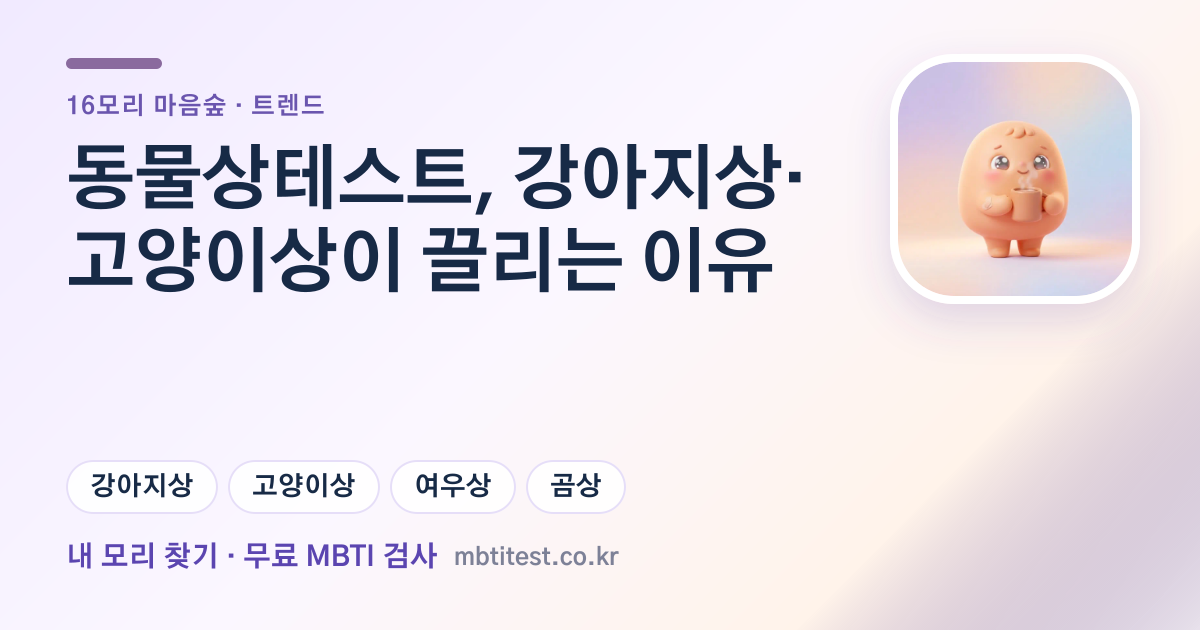 16모리 마음숲 · 트렌드
동물상테스트, 강아지상·
고양이상이 끌리는 이유
강아지상 고양이상 여우상 곰상
내 모리 찾기 · 무료 MBTI 검사 mbtitest.co.kr